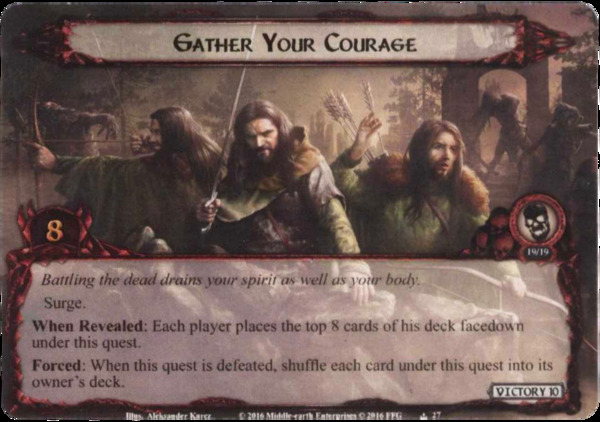 GATHER YOUR COURAGE
8
19/19
Battling the dead drains your spirit as well as your body.
Surge.
When Revealed: Each player places the top 8 cards of his deck facedown
under this quest.
Forced: When this quest is defeated, shuffle each card under this quest into its
owner's deck.
VICTORY 10
Illus. Aleksander Karcz © 2016 Middle-earth Enterprises © 2016 FFG 27